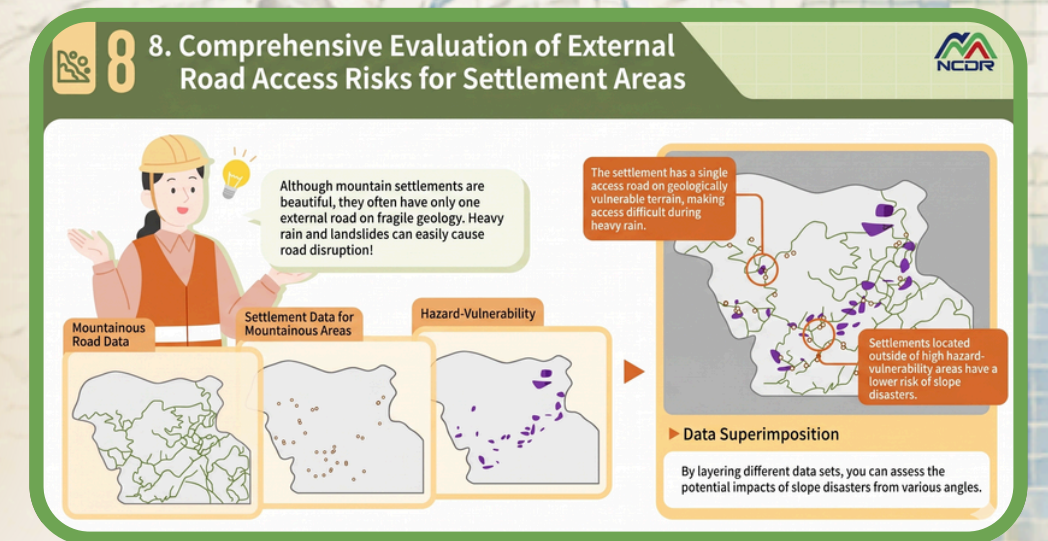 8
8. Comprehensive Evaluation of External
Road Access Risks for Settlement Areas
NCDR
Although mountain settlements are
beautiful, they often have only one
external road on fragile geology. Heavy
rain and landslides can easily cause
road disruption!
The settlement has a single
access road on geologically
vulnerable terrain, making
access difficult during
heavy rain.
Mountainous
Road Data
Settlement Data for
Mountainous Areas
Hazard-Vulnerability
Settlements located
outside of high hazard-
vulnerability areas have a
lower risk of slope
disasters.
Data Superimposition
By layering different data sets, you can assess the
potential impacts of slope disasters from various angles.